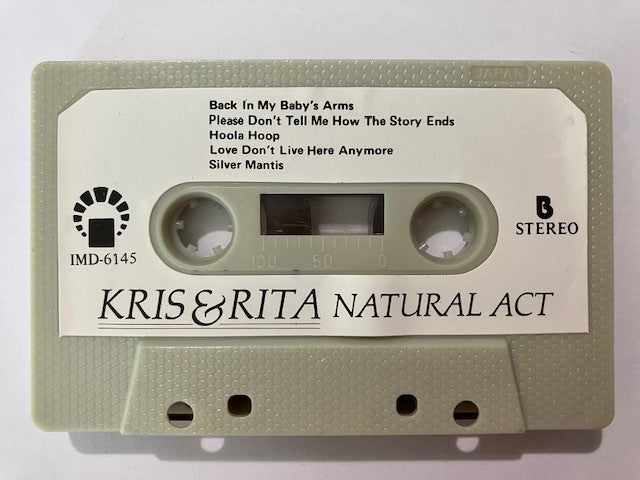 JAPAN
Back In My Baby's Arms
Please Don't Tell Me How The Story Ends
Hoola Hoop
Love Don't Live Here Anymore
Silver Mantis
B
STEREO
IMD-6145
100 50 0
KRIS&RITA NATURAL ACT